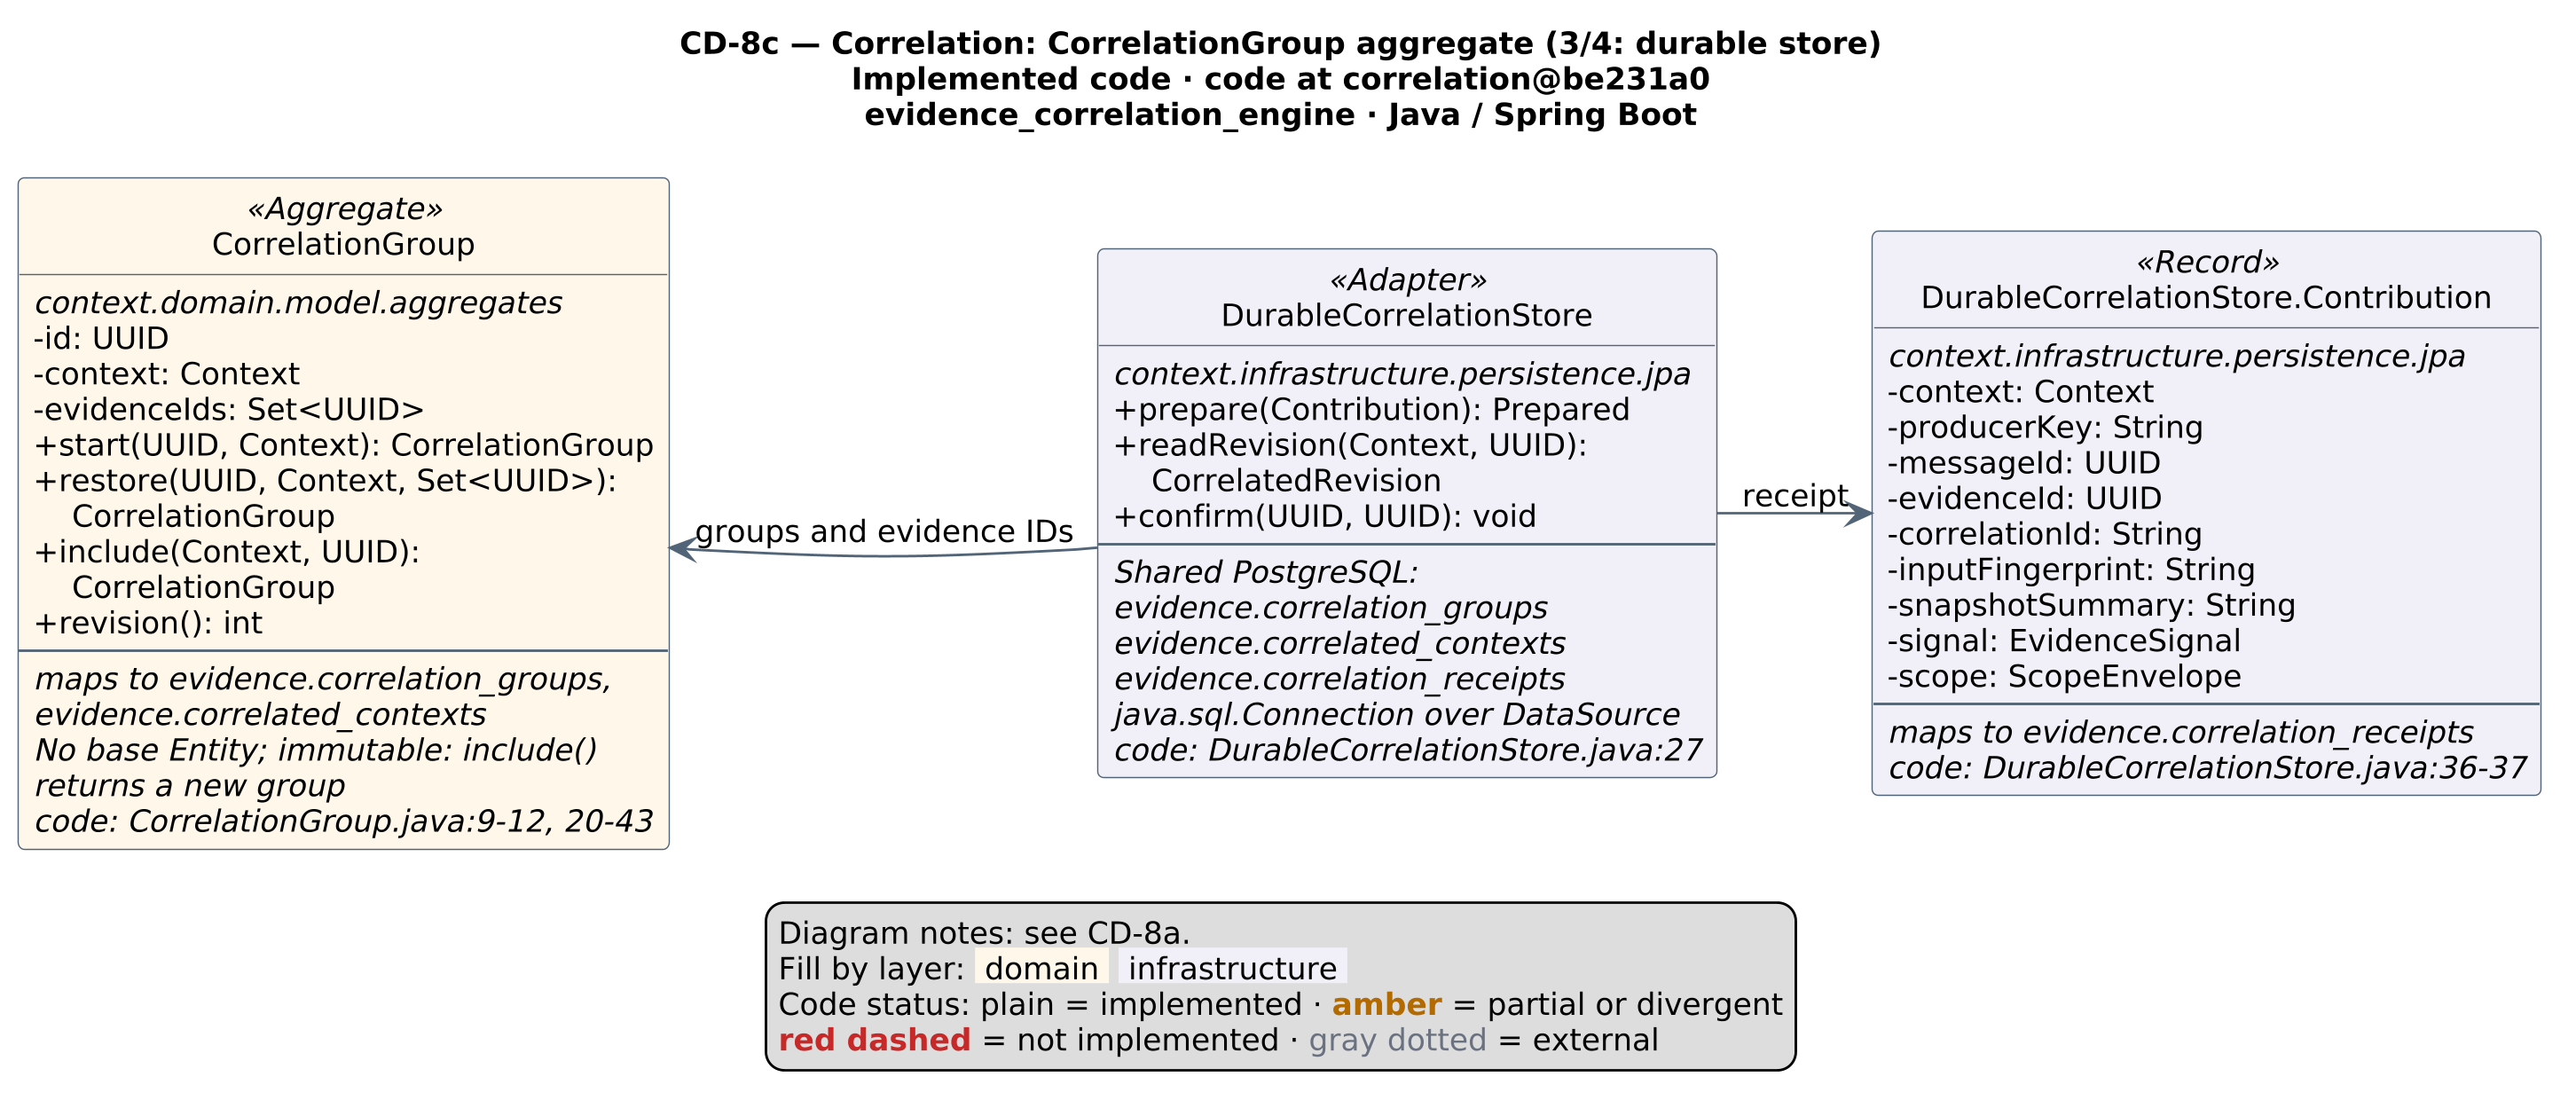 CD-8c — Correlation: CorrelationGroup aggregate (3/4: durable store)
Implemented code · code at correlation@be231a0
evidence_correlation_engine · Java / Spring Boot
«Aggregate»
CorrelationGroup
context.domain.model.aggregates
-id: UUID
-context: Context
-evidenceIds: Set<UUID>
+start(UUID, Context): CorrelationGroup
+restore(UUID, Context, Set<UUID>):
CorrelationGroup
+include(Context, UUID):
CorrelationGroup
+revision(): int
maps to evidence.correlation_groups,
evidence.correlated_contexts
No base Entity; immutable: include()
returns a new group
code: CorrelationGroup.java:9-12, 20-43
groups and evidence IDs
«Adapter»
DurableCorrelationStore
context.infrastructure.persistence.jpa
+prepare(Contribution): Prepared
+readRevision(Context, UUID):
CorrelatedRevision
+confirm(UUID, UUID): void
Shared PostgreSQL:
evidence.correlation_groups
evidence.correlated_contexts
evidence.correlation_receipts
java.sql.Connection over DataSource
code: DurableCorrelationStore.java:27
receipt
«Record»
DurableCorrelationStore.Contribution
context.infrastructure.persistence.jpa
-context: Context
-producerKey: String
-messageId: UUID
-evidenceId: UUID
-correlationId: String
-inputFingerprint: String
-snapshotSummary: String
-signal: EvidenceSignal
-scope: ScopeEnvelope
maps to evidence.correlation_receipts
code: DurableCorrelationStore.java:36-37
Diagram notes: see CD-8a.
Fill by layer: domain infrastructure
Code status: plain = implemented · amber = partial or divergent
red dashed = not implemented · gray dotted = external